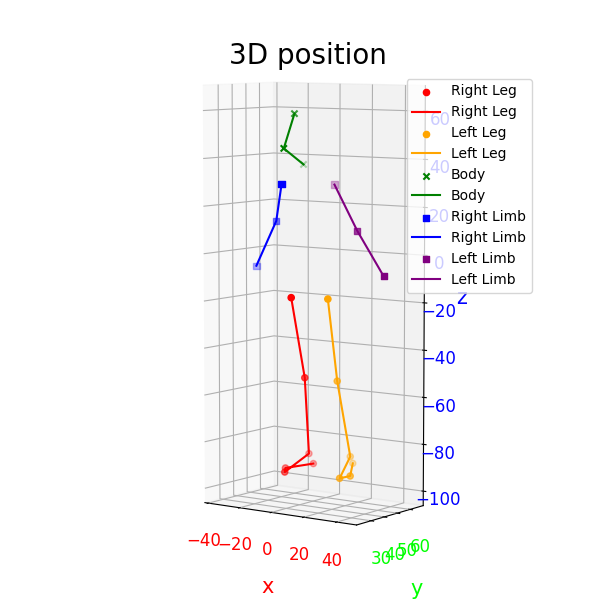 3D position
Right Leg
Right Leg
Left Leg
Left Leg
Body
Body
Right Limb
Right Limb
Left Limb
Left Limb
60
40
20
0
−20
−40
−60
−80
−100
z
−40
−20
0
20
40
x
30
40
50
60
y